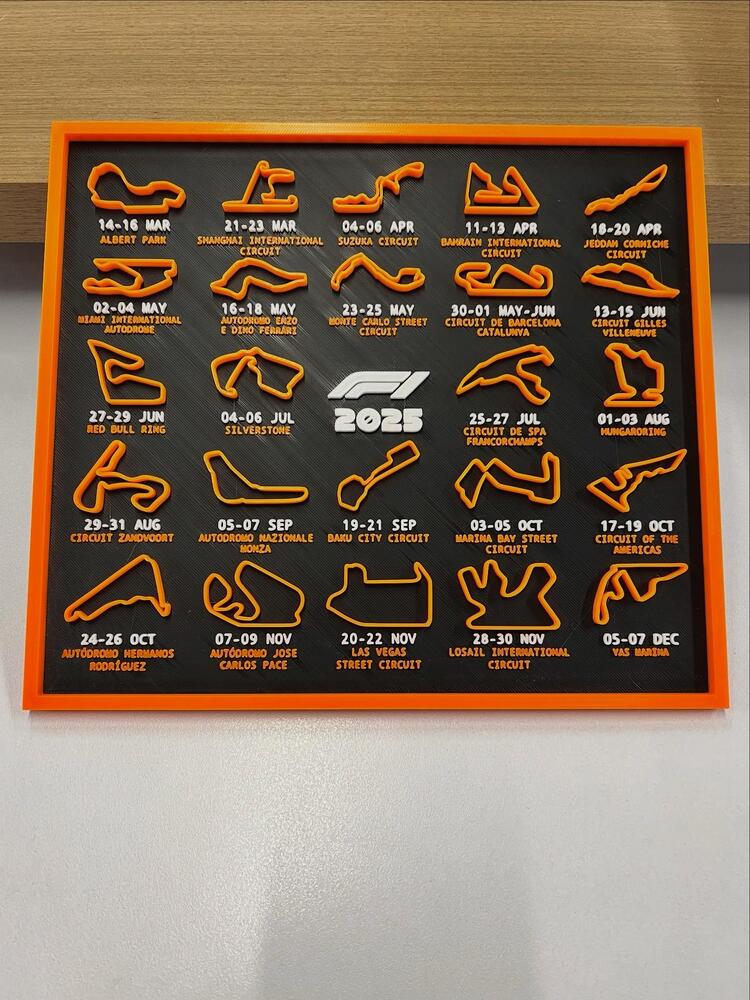 14-16 MAR
ALBERT PARK
21-23 MAR
SHANGHAI INTERNATIONAL
CIRCUIT
04-06 APR
SUZUKA CIRCUIT
11-13 APR
BAHRAIN INTERNATIONAL
CIRCUIT
18-20 APR
JEDDAH CORNICHE
CIRCUIT
02-04 MAY
MIAMI INTERNATIONAL
AUTODROME
16-18 MAY
AUTODROMO ENZO
E DINO FERRARI
23-25 MAY
MONTE CARLO STREET
CIRCUIT
30-01 MAY-JUN
CIRCUIT DE BARCELONA
CATALUNYA
13-15 JUN
CIRCUIT GILLES
VILLENEUVE
27-29 JUN
RED BULL RING
04-06 JUL
SILVERSTONE
F1
2025
25-27 JUL
CIRCUIT DE SPA
FRANCORCHAMPS
01-03 AUG
HUNGARORING
29-31 AUG
CIRCUIT ZANDVOORT
05-07 SEP
AUTODROMO NAZIONALE
MONZA
19-21 SEP
BAKU CITY CIRCUIT
03-05 OCT
MARINA BAY STREET
CIRCUIT
17-19 OCT
CIRCUIT OF THE
AMERICAS
24-26 OCT
AUTÓDROMO HERMANOS
RODRÍGUEZ
07-09 NOV
AUTÓDROMO JOSE
CARLOS PACE
20-22 NOV
LAS VEGAS
STREET CIRCUIT
28-30 NOV
LOSAIL INTERNATIONAL
CIRCUIT
05-07 DEC
YAS MARINA